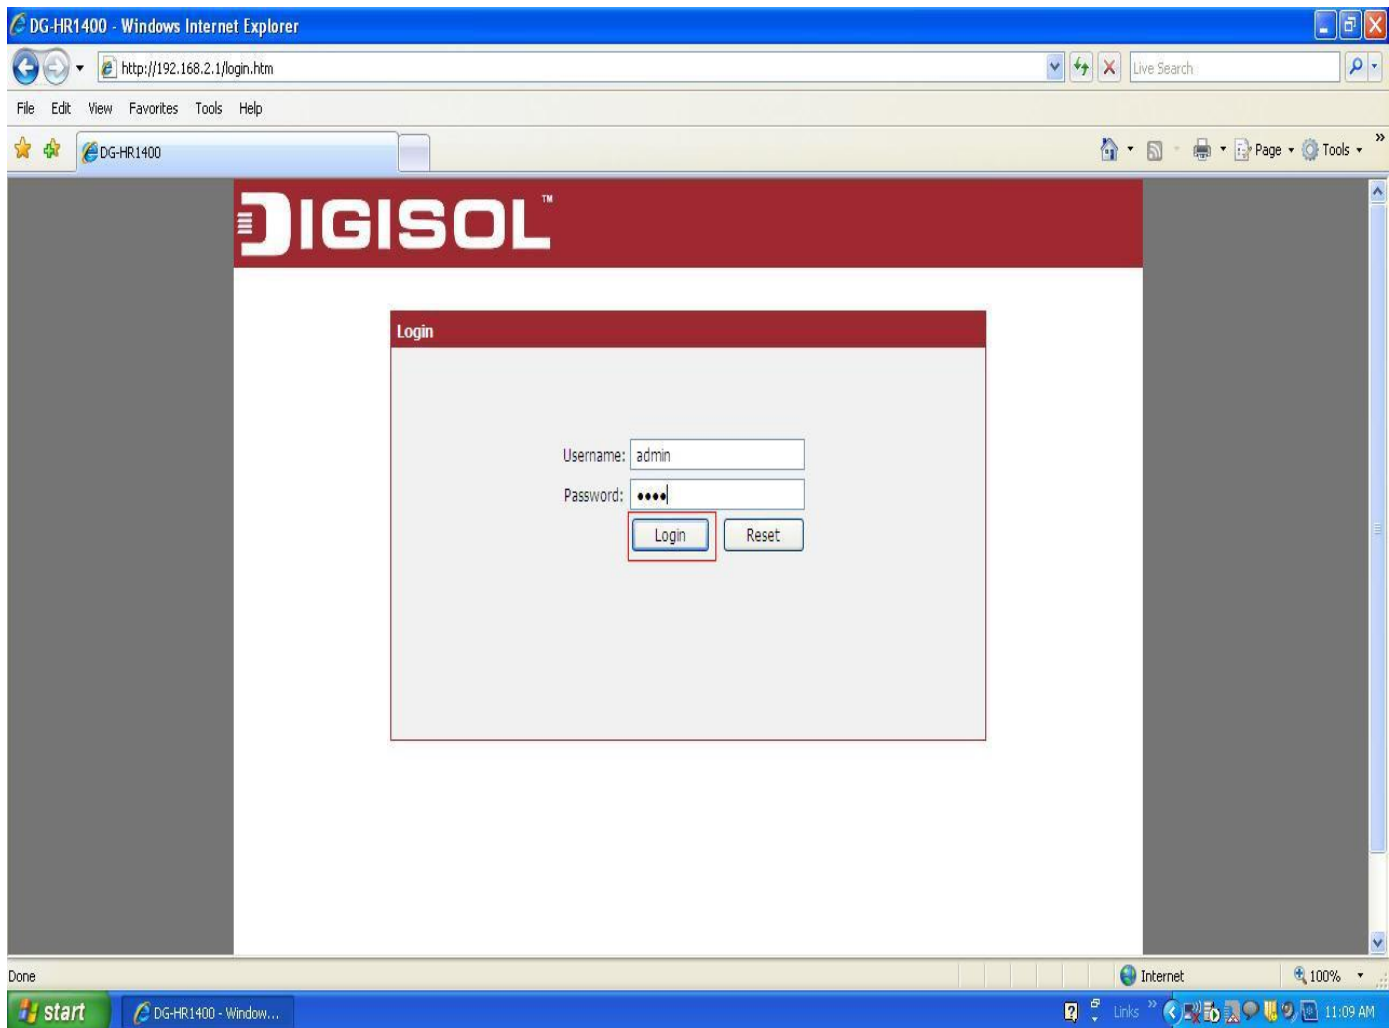 DG-HR1400 - Windows Internet Explorer
http://192.168.2.1/login.htm
Live Search
File Edit View Favorites Tools Help
DG-HR1400
Page Tools »
DIGISOL™
Login
Username: admin
Password: ••••
Login Reset
Done
Internet
100%
start
DG-HR1400 - Window...
Links »
11:09 AM